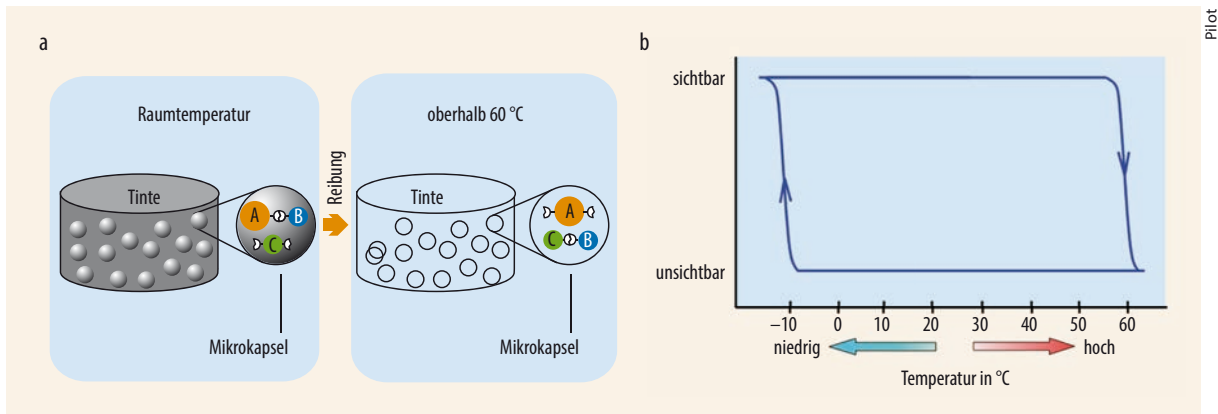 a
Raumtemperatur
Tinte
A
B
C
Mikrokapsel
Reibung
oberhalb 60 °C
Tinte
A
C
B
Mikrokapsel
b
sichtbar
unsichtbar
–10 0 10 20 30 40 50 60
niedrig hoch
Temperatur in °C
Pilot